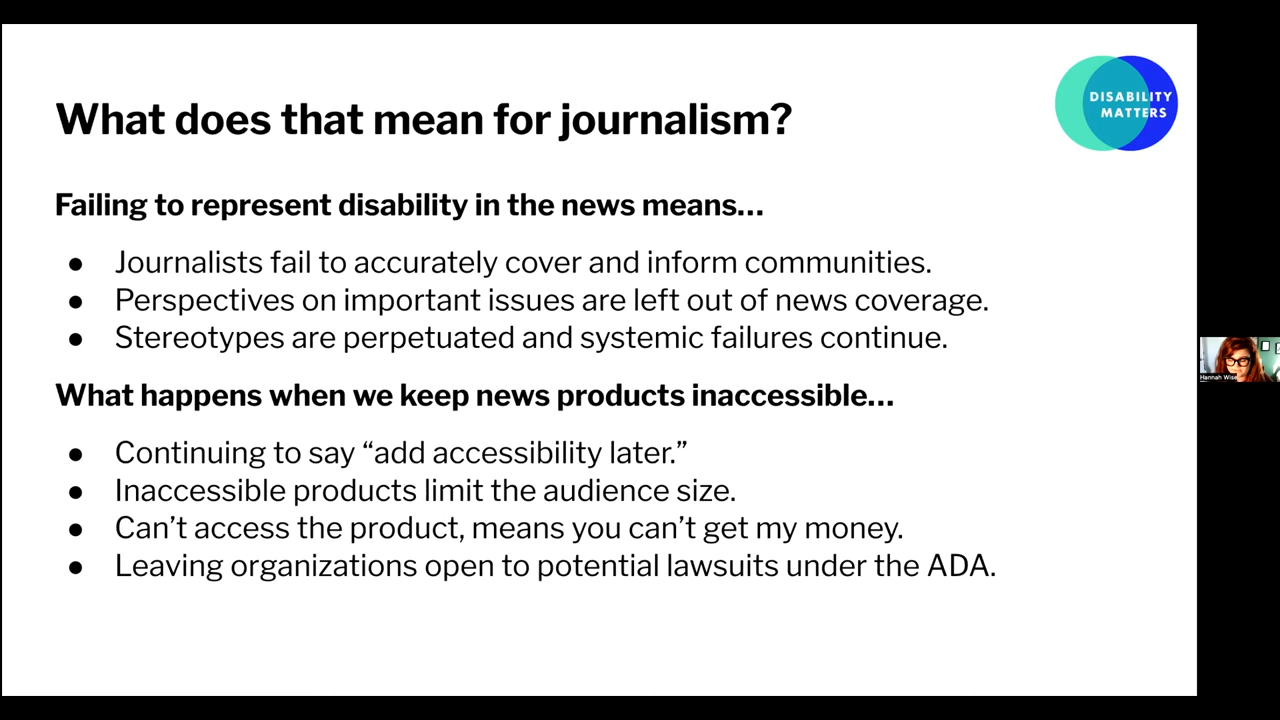 What does that mean for journalism?
DISABILITY
MATTERS
Failing to represent disability in the news means...
● Journalists fail to accurately cover and inform communities.
● Perspectives on important issues are left out of news coverage.
● Stereotypes are perpetuated and systemic failures continue.
What happens when we keep news products inaccessible...
● Continuing to say “add accessibility later.”
● Inaccessible products limit the audience size.
● Can’t access the product, means you can’t get my money.
● Leaving organizations open to potential lawsuits under the ADA.
Hannah Wise